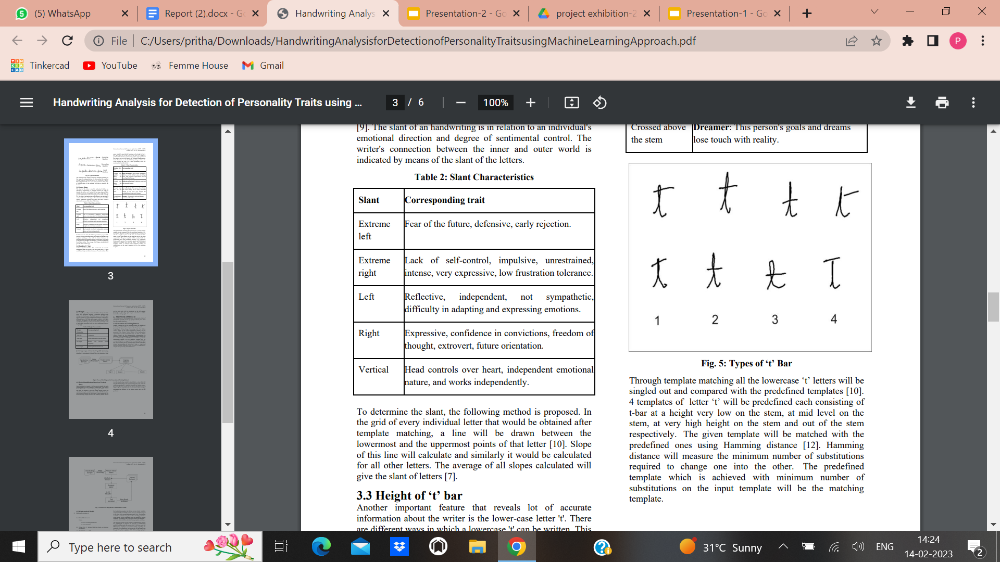 (5) WhatsApp
Report (2).docx - Go
Handwriting Analys
Presentation-2 - Go
project exhibition-2
Presentation-1 - Go
File
C:/Users/pritha/Downloads/HandwritingAnalysisforDetectionofPersonalityTraitsusingMachineLearningApproach.pdf
P
Tinkercad
YouTube
Femme House
Gmail
Handwriting Analysis for Detection of Personality Traits using ...
3 / 6
100%
3
4
[9]. The slant of an handwriting is in relation to an individual's
emotional direction and degree of sentimental control. The
writer's connection between the inner and outer world is
indicated by means of the slant of the letters.
Table 2: Slant Characteristics
Slant Corresponding trait
Extreme left Fear of the future, defensive, early rejection.
Extreme Lack of self-control, impulsive, unrestrained,
right intense, very expressive, low frustration tolerance.
Left Reflective, independent, not sympathetic,
difficulty in adapting and expressing emotions.
Right Expressive, confidence in convictions, freedom of
thought, extrovert, future orientation.
Vertical Head controls over heart, independent emotional
nature, and works independently.
To determine the slant, the following method is proposed. In
the grid of every individual letter that would be obtained after
template matching, a line will be drawn between the
lowermost and the uppermost points of that letter [10]. Slope
of this line will calculate and similarly it would be calculated
for all other letters. The average of all slopes calculated will
give the slant of letters [7].
3.3 Height of ‘t’ bar
Another important feature that reveals lot of accurate
information about the writer is the lower-case letter 't'. There
are different ways in which a lowercase 't' can be written. This
Crossed above Dreamer: This person's goals and dreams
the stem lose touch with reality.
t t t t
t t t t
1 2 3 4
Fig. 5: Types of ‘t’ Bar
Through template matching all the lowercase ‘t’ letters will be
singled out and compared with the predefined templates [10].
4 templates of letter ‘t’ will be predefined each consisting of
t-bar at a height very low on the stem, at mid level on the
stem, at very high height on the stem and out of the stem
respectively. The given template will be matched with the
predefined ones using Hamming distance [12]. Hamming
distance will measure the minimum number of substitutions
required to change one into the other. The predefined
template which is achieved with minimum number of
substitutions on the input template will be the matching
template.
Type here to search
31°C Sunny
ENG
14:24
14-02-2023
2